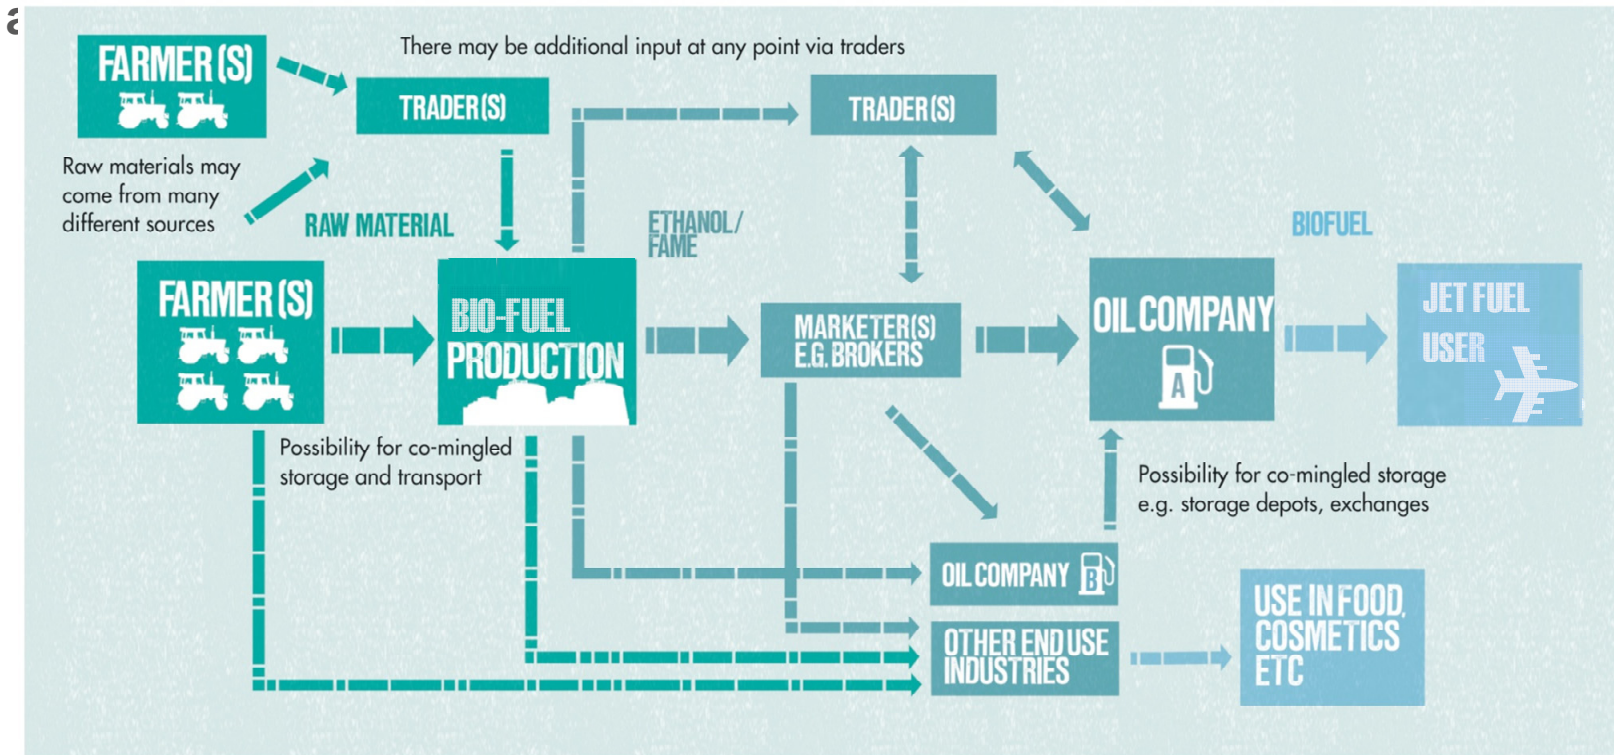 a
FARMER(S)
There may be additional input at any point via traders
TRADER(S)
TRADER(S)
Raw materials may
come from many
different sources
RAW MATERIAL
ETHANOL/
FAME
BIOFUEL
FARMER(S)
BIO-FUEL
PRODUCTION
MARKETER(S)
E.G. BROKERS
OIL COMPANY
A
JET FUEL
USER
Possibility for co-mingled
storage and transport
Possibility for co-mingled storage
e.g. storage depots, exchanges
OIL COMPANY B
OTHER END USE
INDUSTRIES
USE IN FOOD,
COSMETICS
ETC